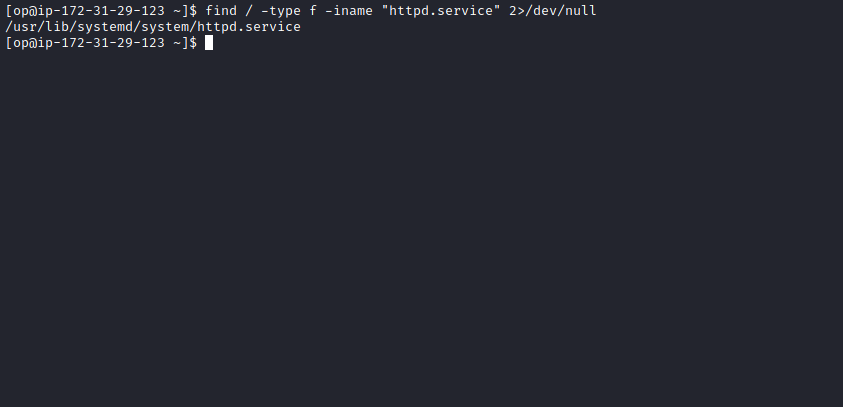 [op@ip-172-31-29-123 ~]$ find / -type f -iname "httpd.service" 2>/dev/null
/usr/lib/systemd/system/httpd.service
[op@ip-172-31-29-123 ~]$